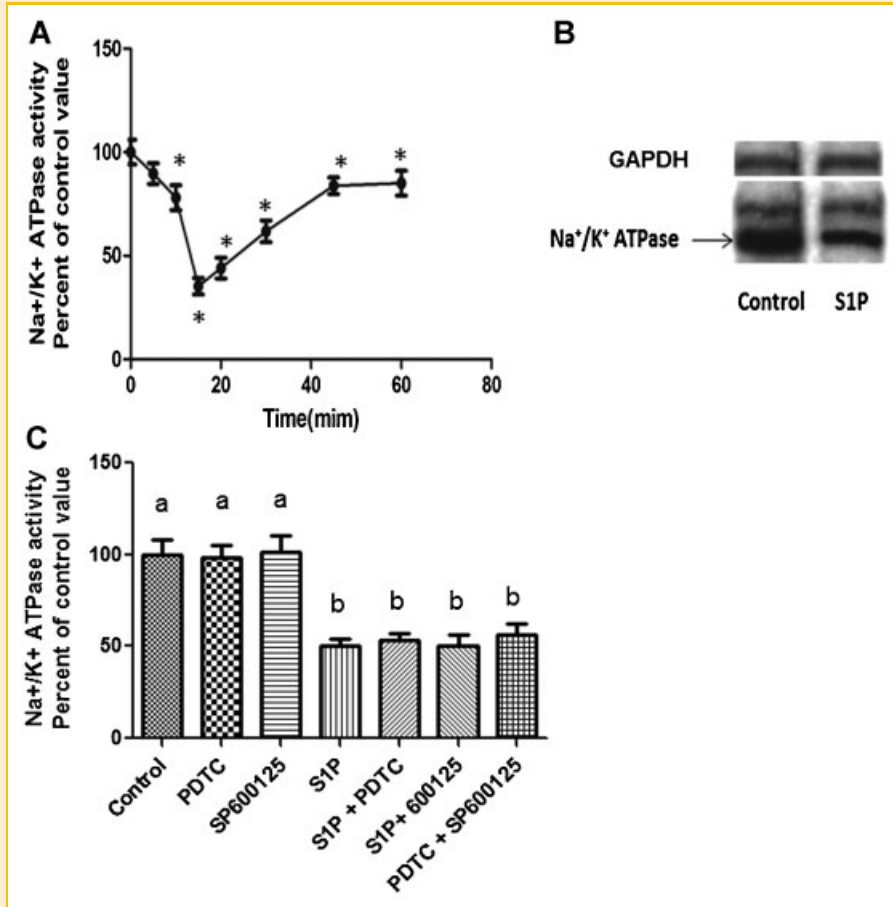 A
Na+/K+ ATPase activity
Percent of control value
150
100
50
0
*
*
*
*
*
*
0
20
40
60
80
Time(mim)
B
GAPDH
Na⁺/K⁺ ATPase
Control
S1P
C
Na+/K+ ATPase activity
Percent of control value
150
100
50
0
a
a
a
b
b
b
b
Control
PDTC
SP600125
S1P
S1P + PDTC
S1P+ 600125
PDTC + SP600125